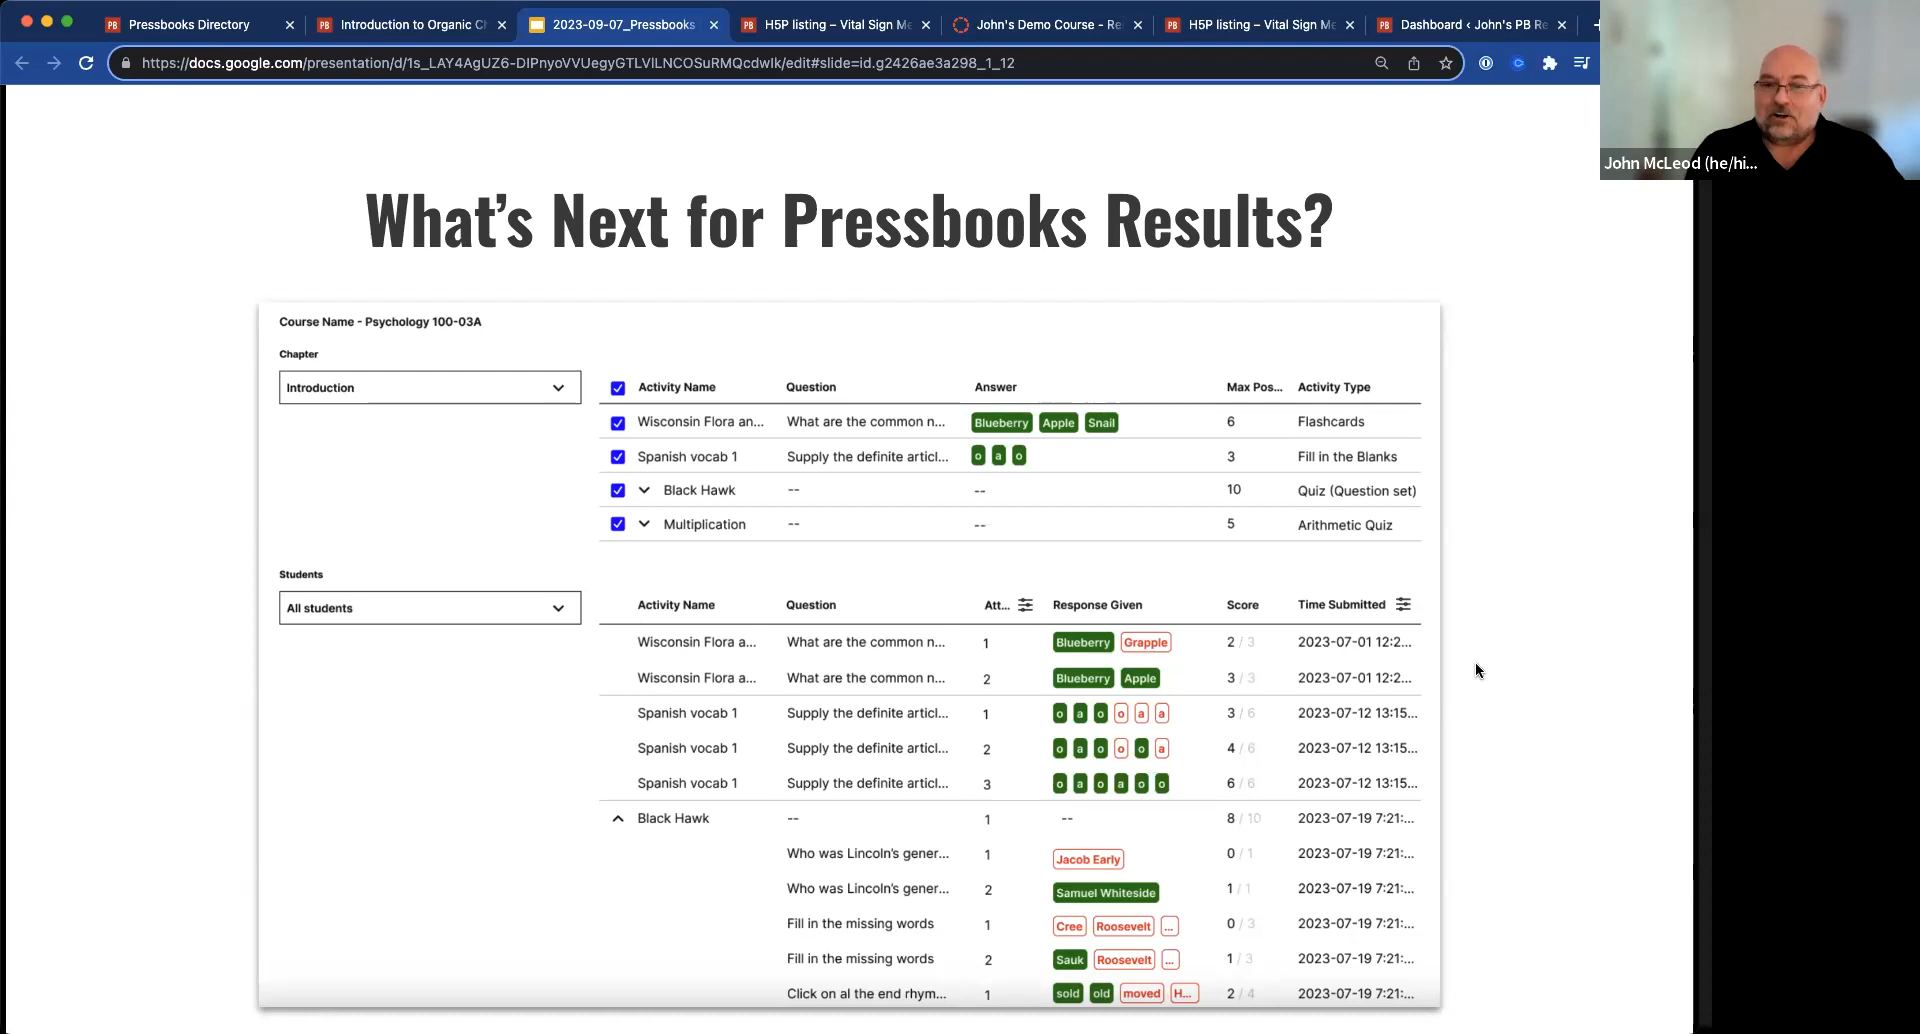 Pressbooks Directory
Introduction to Organic Ch
2023-09-07_Pressbooks
H5P listing – Vital Sign Me
John's Demo Course - Re
H5P listing – Vital Sign Me
Dashboard ‹ John's PB Re
https://docs.google.com/presentation/d/1s_LAY4AgUZ6-DIPnyoVVUegyGTLVlLNCOSuRMQcdwIk/edit#slide=id.g2426ae3a298_1_12
John McLeod (he/hi...
What's Next for Pressbooks Results?
Course Name - Psychology 100-03A
Chapter
Introduction
Activity Name Question Answer Max Pos... Activity Type
Wisconsin Flora an... What are the common n... Blueberry Apple Snail 6 Flashcards
Spanish vocab 1 Supply the definite articl... o a o 3 Fill in the Blanks
Black Hawk -- -- 10 Quiz (Question set)
Multiplication -- -- 5 Arithmetic Quiz
Students
All students
Activity Name Question Att... Response Given Score Time Submitted
Wisconsin Flora a... What are the common n... 1 Blueberry Grapple 2 / 3 2023-07-01 12:2...
Wisconsin Flora a... What are the common n... 2 Blueberry Apple 3 / 3 2023-07-01 12:2...
Spanish vocab 1 Supply the definite articl... 1 o a o o a a 3 / 6 2023-07-12 13:15...
Spanish vocab 1 Supply the definite articl... 2 o a o o o a 4 / 6 2023-07-12 13:15...
Spanish vocab 1 Supply the definite articl... 3 o a o a o o 6 / 6 2023-07-12 13:15...
Black Hawk -- 1 -- 8 / 10 2023-07-19 7:21:...
Who was Lincoln's gener... 1 Jacob Early 0 / 1 2023-07-19 7:21:...
Who was Lincoln's gener... 2 Samuel Whiteside 1 / 1 2023-07-19 7:21:...
Fill in the missing words 1 Cree Roosevelt ... 0 / 3 2023-07-19 7:21:...
Fill in the missing words 2 Sauk Roosevelt ... 1 / 3 2023-07-19 7:21:...
Click on al the end rhym... 1 sold old moved H... 2 / 4 2023-07-19 7:21:...